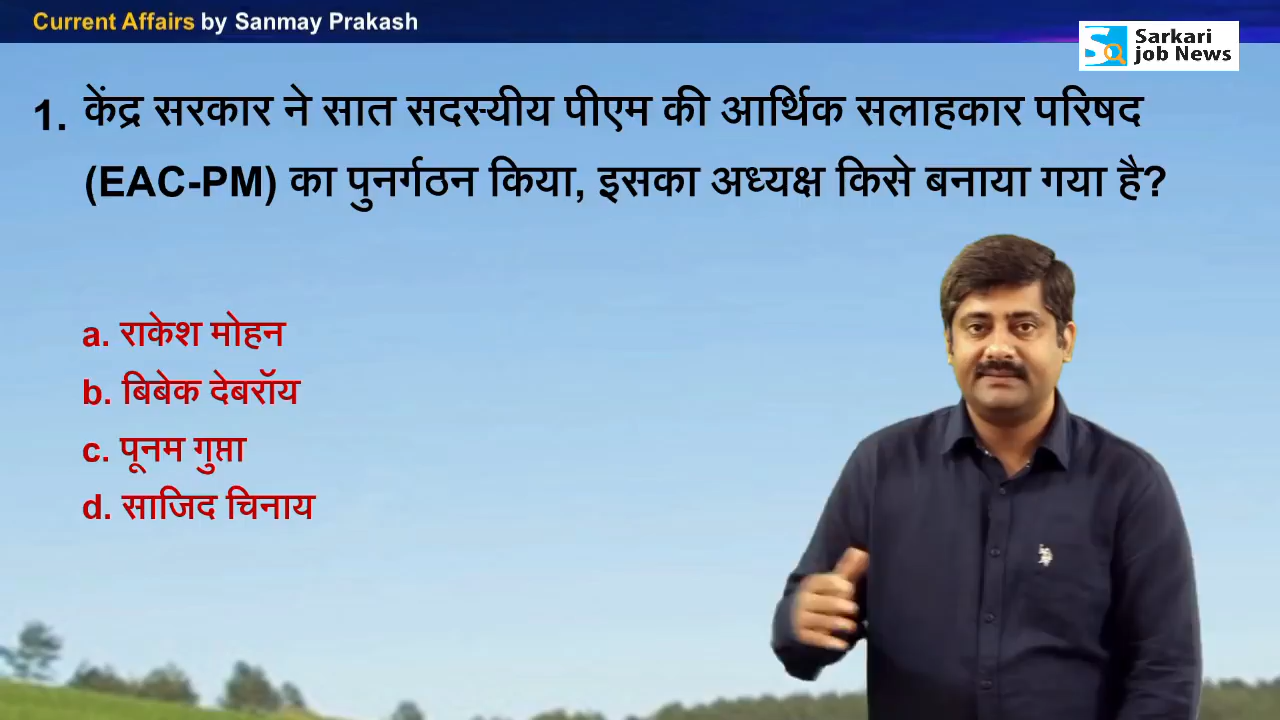 Current Affairs by Sanmay Prakash
Sarkari
job News
1. केंद्र सरकार ने सात सदस्यीय पीएम की आर्थिक सलाहकार परिषद
(EAC-PM) का पुनर्गठन किया, इसका अध्यक्ष किसे बनाया गया है?
a. राकेश मोहन
b. बिबेक देबरॉय
c. पूनम गुप्ता
d. साजिद चिनाय